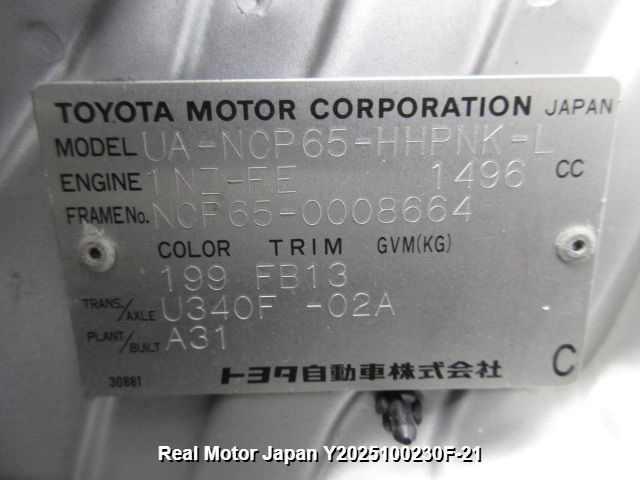 TOYOTA MOTOR CORPORATION JAPAN
MODEL UA-NCP65-HHPNK-L
ENGINE 1NZ-FE 1496 CC
FRAME No. NCP65-0008664
COLOR TRIM GVM(KG)
199 FB13
TRANS./AXLE U340F -02A
PLANT/BUILT A31
30881 トヨタ自動車株式会社 C
Real Motor Japan Y2025100230F-21